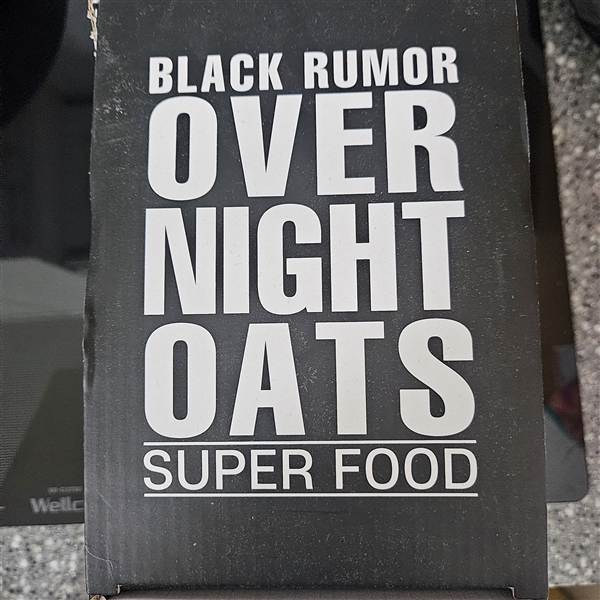 BLACK RUMOR
OVER
NIGHT
OATS
SUPER FOOD